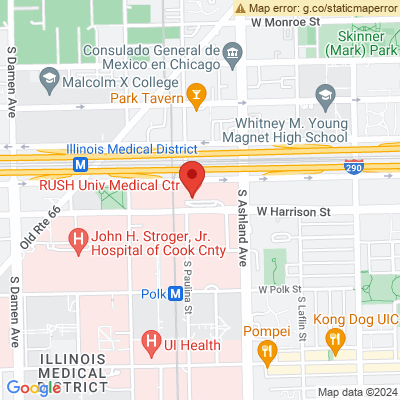 Map error: g.co/staticmaperror
W Monroe St
Skinner
(Mark) Park
Consulado General de
Mexico en Chicago
S Damen Ave
Malcolm X College
Park Tavern
Whitney M. Young
Magnet High School
Illinois Medical District
M
290
RUSH Univ Medical Ctr
S Ashland Ave
W Harrison St
Old Rte 66
H
John H. Stroger, Jr.
Hospital of Cook Cnty
S Paulina St
S Damen Ave
Polk
M
W Polk St
S Laflin St
Kong Dog UIC
Pompei
H
UI Health
ILLINOIS
MEDICAL
DISTRICT
Google
Map data ©2024